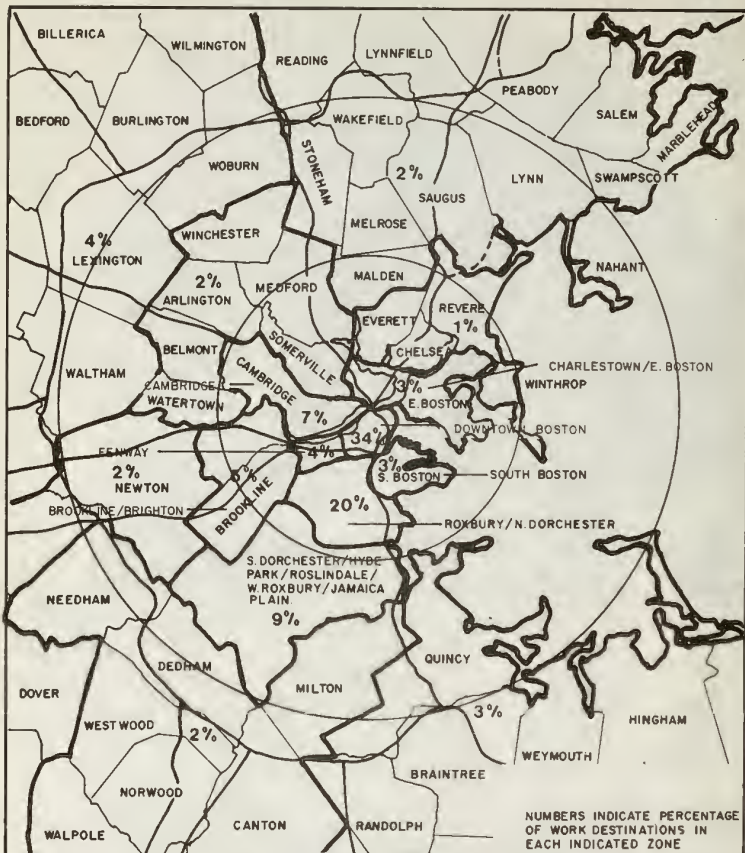 BILLERICA
WILMINGTON
READING
LYNNFIELD
PEABODY
BEDFORD
BURLINGTON
WAKEFIELD
SALEM
MARBLEHEAD
WOBURN
STONEHAM
2%
SAUGUS
LYNN
SWAMPSCOTT
WINCHESTER
MELROSE
4%
LEXINGTON
NAHANT
2%
ARLINGTON
MEDFORD
MALDEN
REVERE
1%
EVERETT
BELMONT
SOMERVILLE
CHELSEA
WALTHAM
CAMBRIDGE
CAMBRIDGE
3%
CHARLESTOWN/E. BOSTON
WINTHROP
WATERTOWN
E. BOSTON
7%
34%
DOWNTOWN BOSTON
FENWAY
4%
3%
2%
NEWTON
6%
S. BOSTON
SOUTH BOSTON
BROOKLINE
20%
BROOKLINE/BRIGHTON
ROXBURY/N. DORCHESTER
S. DORCHESTER/HYDE
PARK/ROSLINDALE/
W. ROXBURY/JAMAICA
PLAIN.
9%
NEEDHAM
DEDHAM
QUINCY
DOVER
MILTON
WESTWOOD
2%
3%
HINGHAM
WEYMOUTH
NORWOOD
BRAINTREE
WALPOLE
CANTON
RANDOLPH
NUMBERS INDICATE PERCENTAGE
OF WORK DESTINATIONS IN
EACH INDICATED ZONE